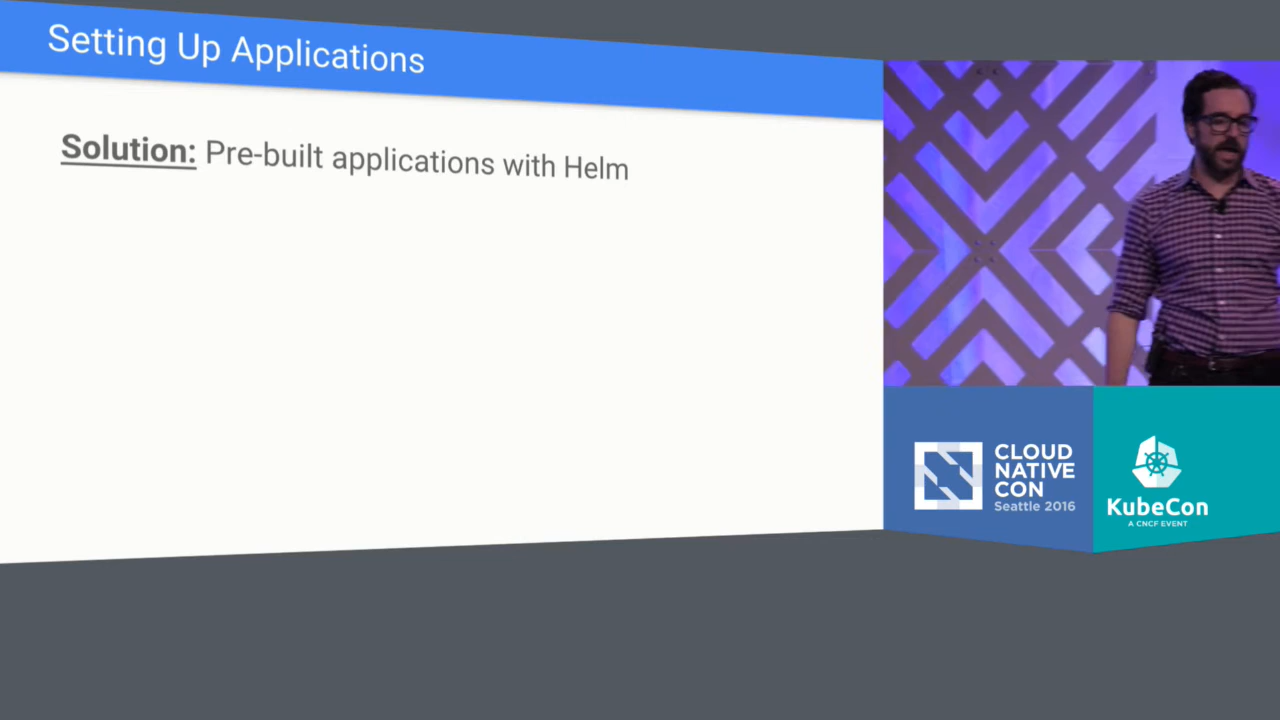 Setting Up Applications
Solution: Pre-built applications with Helm
CLOUD
NATIVE
CON
Seattle 2016
KubeCon
A CNCF EVENT